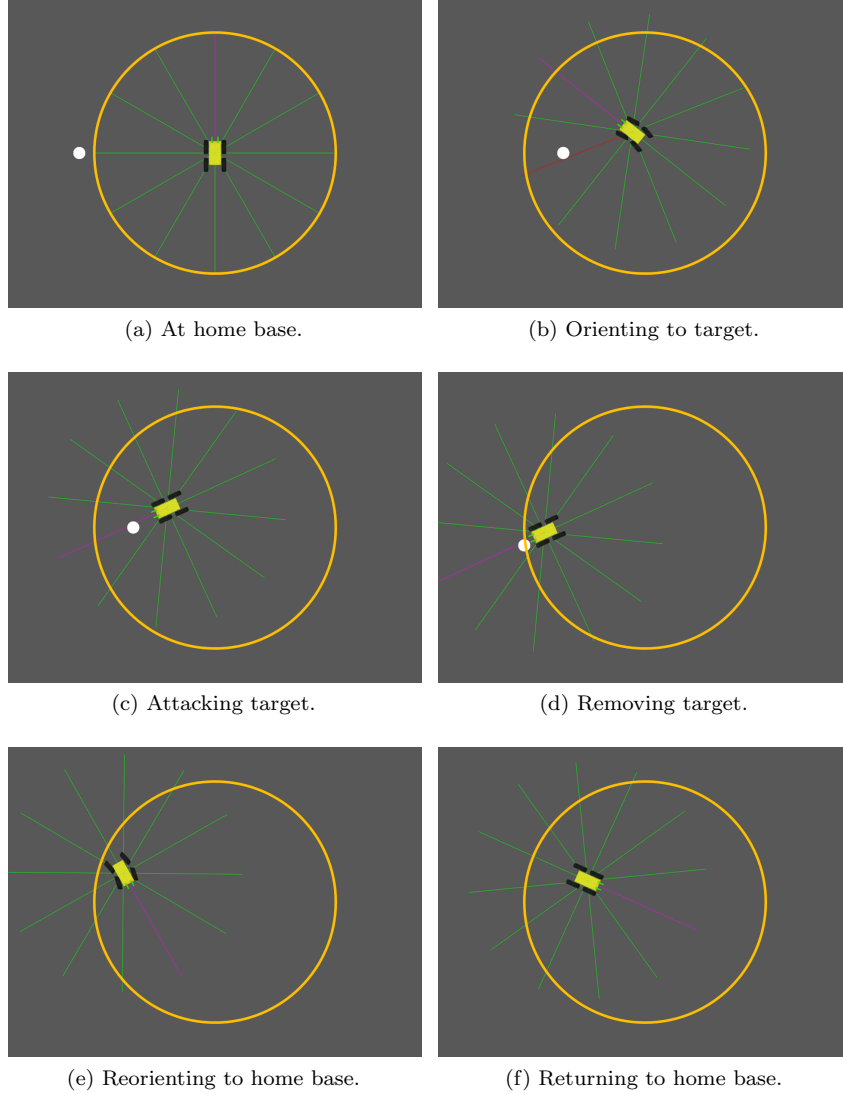 (a) At home base.
(b) Orienting to target.
(c) Attacking target.
(d) Removing target.
(e) Reorienting to home base.
(f) Returning to home base.